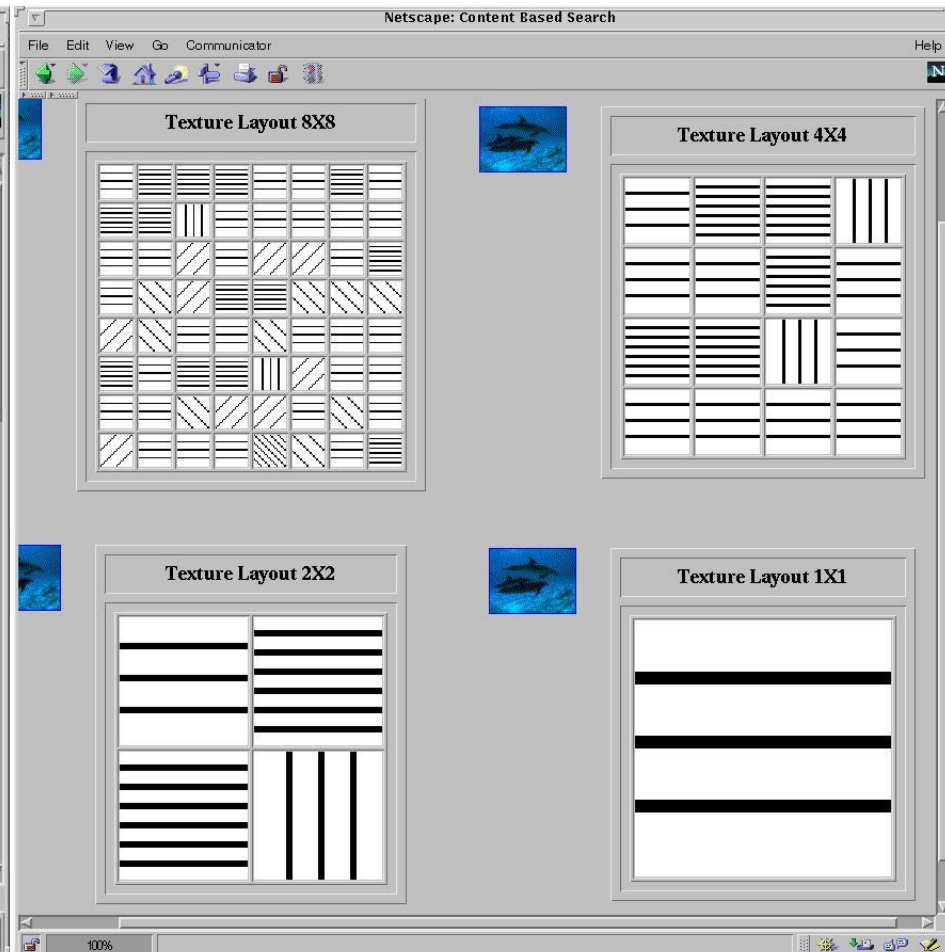 Netscape: Content Based Search
File Edit View Go Communicator Help
N
Texture Layout 8X8
Texture Layout 4X4
Texture Layout 2X2
Texture Layout 1X1
100%